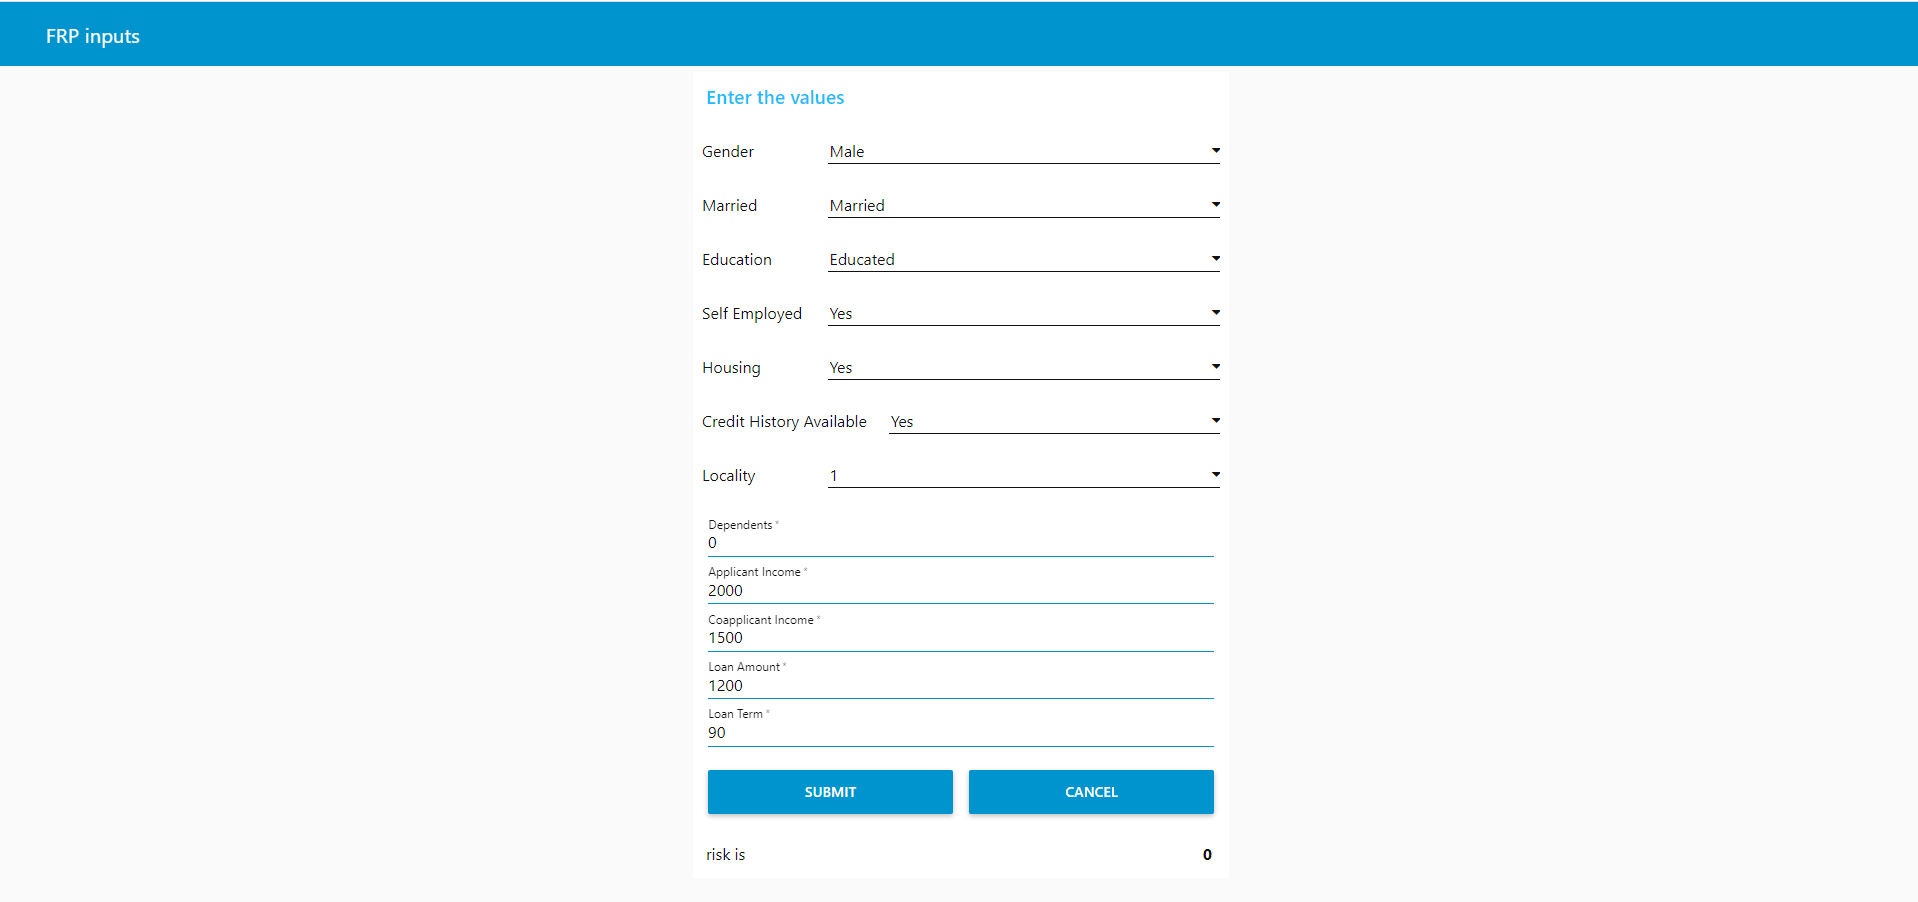 FRP inputs
Enter the values
Gender Male
Married Married
Education Educated
Self Employed Yes
Housing Yes
Credit History Available Yes
Locality 1
Dependents *
0
Applicant Income *
2000
Coapplicant Income *
1500
Loan Amount *
1200
Loan Term *
90
SUBMIT CANCEL
risk is 0